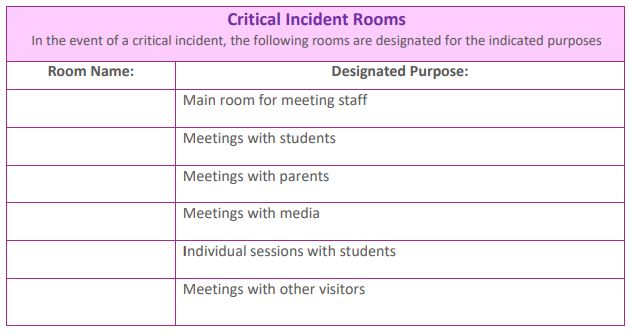 Critical Incident Rooms
In the event of a critical incident, the following rooms are designated for the indicated purposes
Room Name: Designated Purpose:
Main room for meeting staff
Meetings with students
Meetings with parents
Meetings with media
Individual sessions with students
Meetings with other visitors